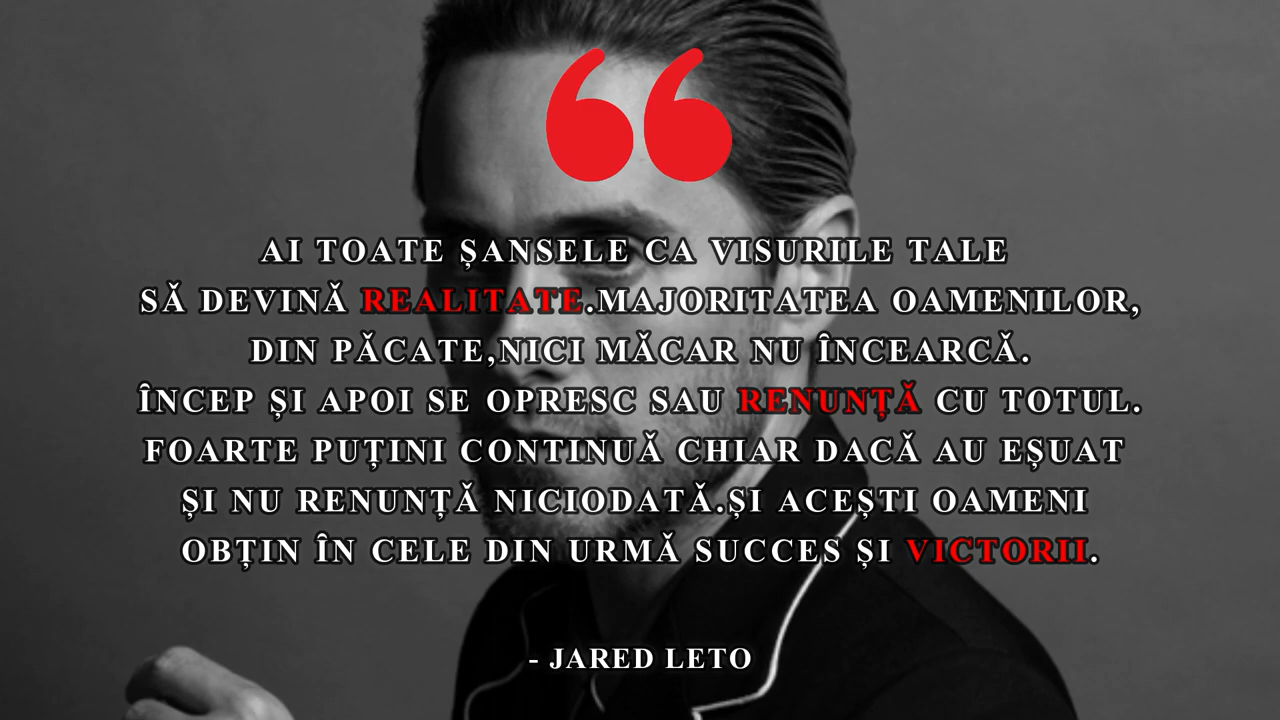 AI TOATE ȘANSELE CA VISURILE TALE
SĂ DEVINĂ REALITATE.MAJORITATEA OAMENILOR,
DIN PĂCATE,NICI MĂCAR NU ÎNCEARCĂ.
ÎNCEP ȘI APOI SE OPRESC SAU RENUNȚĂ CU TOTUL.
FOARTE PUȚINI CONTINUĂ CHIAR DACĂ AU EȘUAT
ȘI NU RENUNȚĂ NICIODATĂ.ȘI ACEȘTI OAMENI
OBȚIN ÎN CELE DIN URMĂ SUCCES ȘI VICTORII.
- JARED LETO